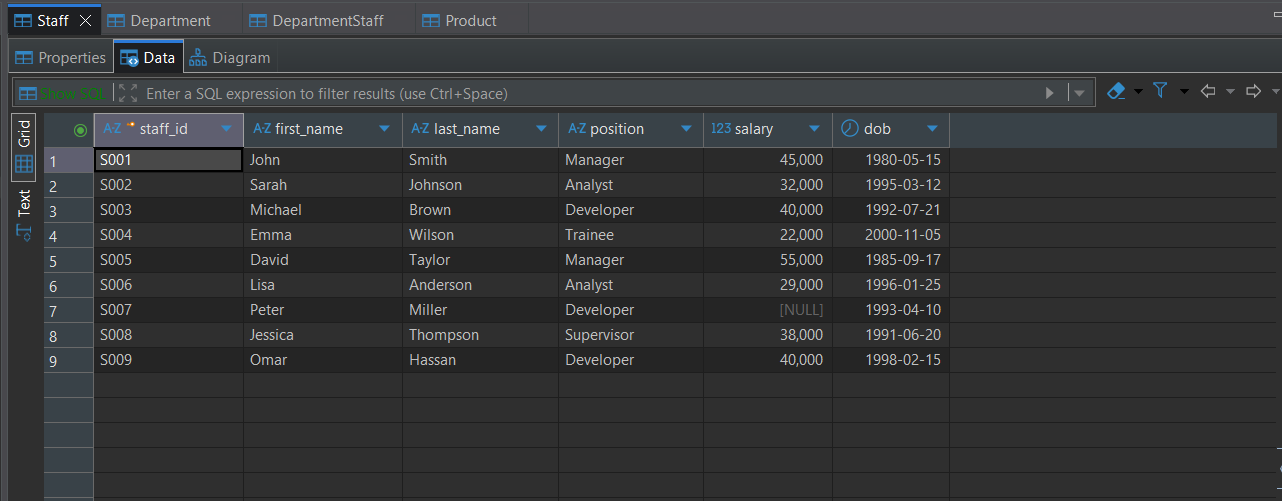 Staff Department DepartmentStaff Product
Properties Data Diagram
Show SQL Enter a SQL expression to filter results (use Ctrl+Space)
Grid
Text
A-Z staff_id A-Z first_name A-Z last_name A-Z position 123 salary dob
1 S001 John Smith Manager 45,000 1980-05-15
2 S002 Sarah Johnson Analyst 32,000 1995-03-12
3 S003 Michael Brown Developer 40,000 1992-07-21
4 S004 Emma Wilson Trainee 22,000 2000-11-05
5 S005 David Taylor Manager 55,000 1985-09-17
6 S006 Lisa Anderson Analyst 29,000 1996-01-25
7 S007 Peter Miller Developer [NULL] 1993-04-10
8 S008 Jessica Thompson Supervisor 38,000 1991-06-20
9 S009 Omar Hassan Developer 40,000 1998-02-15